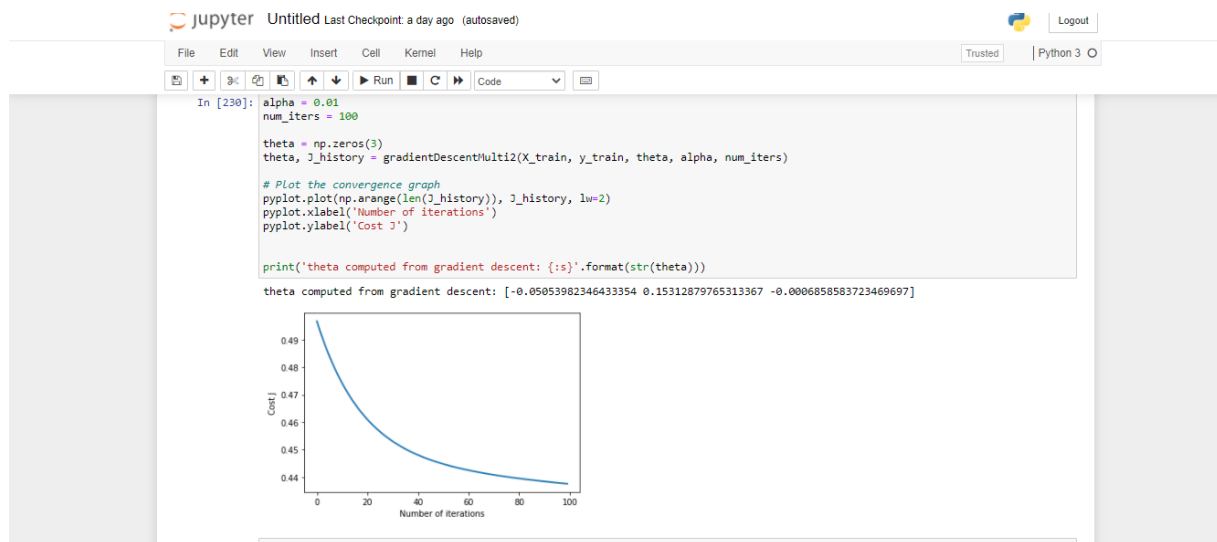 jupyter Untitled Last Checkpoint: a day ago (autosaved)
Logout
File Edit View Insert Cell Kernel Help
Trusted
Python 3
Run
Code
In [230]: alpha = 0.01
num_iters = 100
theta = np.zeros(3)
theta, J_history = gradientDescentMulti2(X_train, y_train, theta, alpha, num_iters)
# Plot the convergence graph
pyplot.plot(np.arange(len(J_history)), J_history, lw=2)
pyplot.xlabel('Number of iterations')
pyplot.ylabel('Cost J')
print('theta computed from gradient descent: {:s}'.format(str(theta)))
theta computed from gradient descent: [-0.05053982346433354 0.15312879765313367 -0.0006858583723469697]
0.49
0.48
0.47
0.46
0.45
0.44
Cost J
0 20 40 60 80 100
Number of iterations